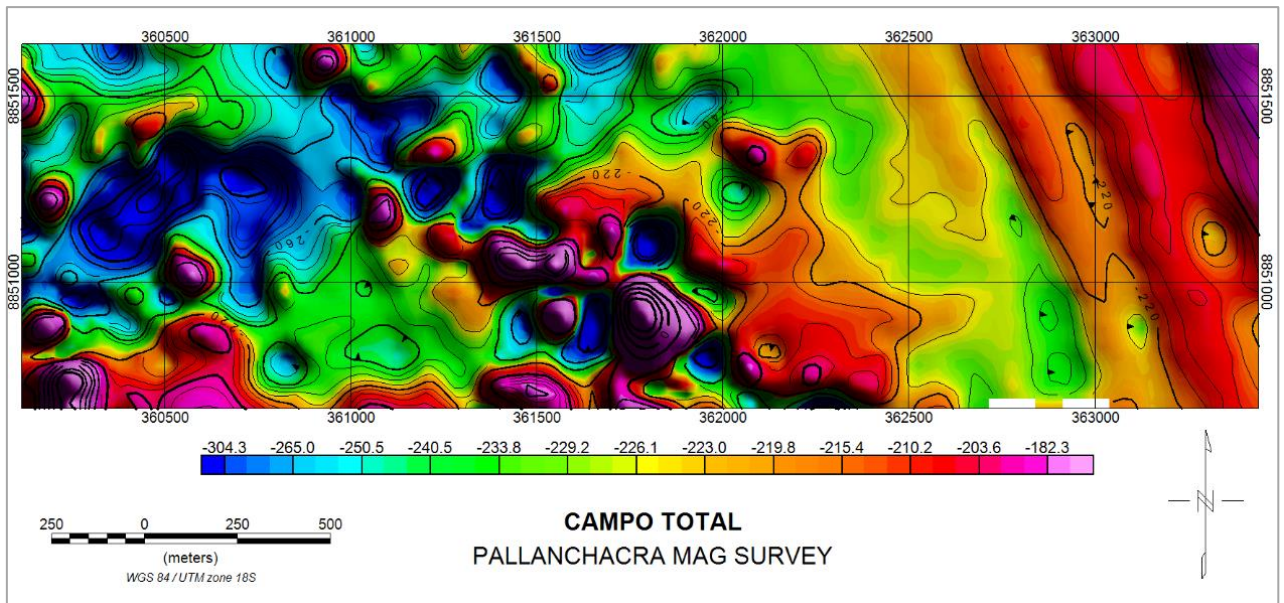 360500 361000 361500 362000 362500 363000
8851500 8851500
-220
-220
-220
-260
8851000 8851000
-220
-220
0
360500 361000 361500 362000 362500 363000
-304.3 -265.0 -250.5 -240.5 -233.8 -229.2 -226.1 -223.0 -219.8 -215.4 -210.2 -203.6 -182.3
250 0 250 500
(meters)
WGS 84 / UTM zone 18S
CAMPO TOTAL
PALLANCHACRA MAG SURVEY
N